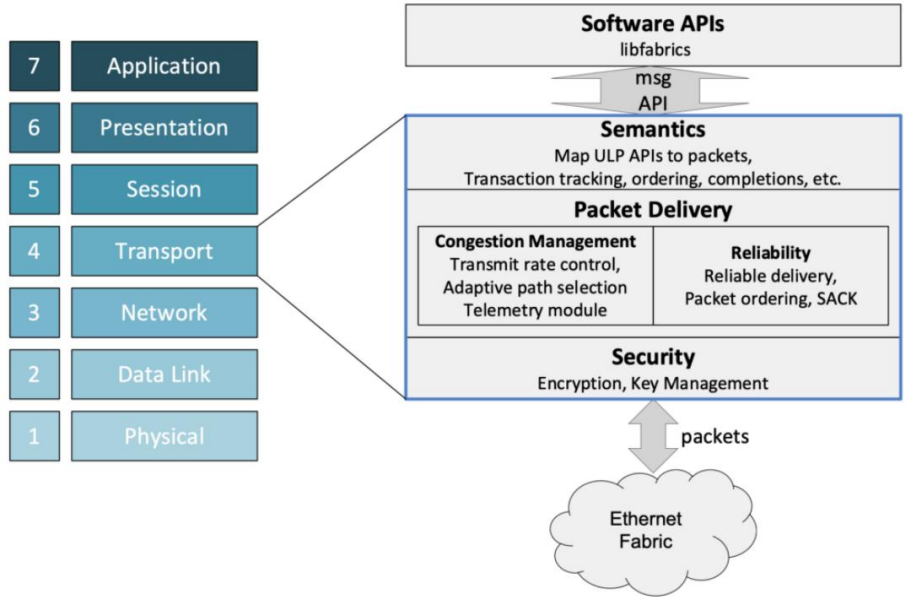 7 Application
6 Presentation
5 Session
4 Transport
3 Network
2 Data Link
1 Physical
Software APIs
libfabrics
msg
API
Semantics
Map ULP APIs to packets,
Transaction tracking, ordering, completions, etc.
Packet Delivery
Congestion Management
Transmit rate control,
Adaptive path selection
Telemetry module
Reliability
Reliable delivery,
Packet ordering, SACK
Security
Encryption, Key Management
packets
Ethernet
Fabric